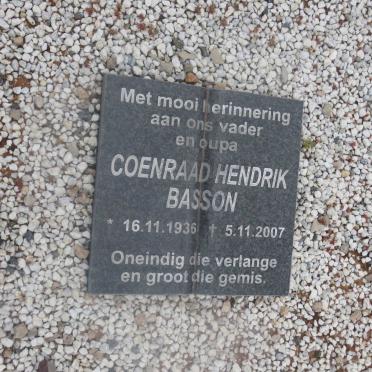 Met mooi herinnering
aan ons vader
en oupa
COENRAAD HENDRIK
BASSON
* 16.11.1936 † 5.11.2007
Oneindig die verlange
en groot die gemis.